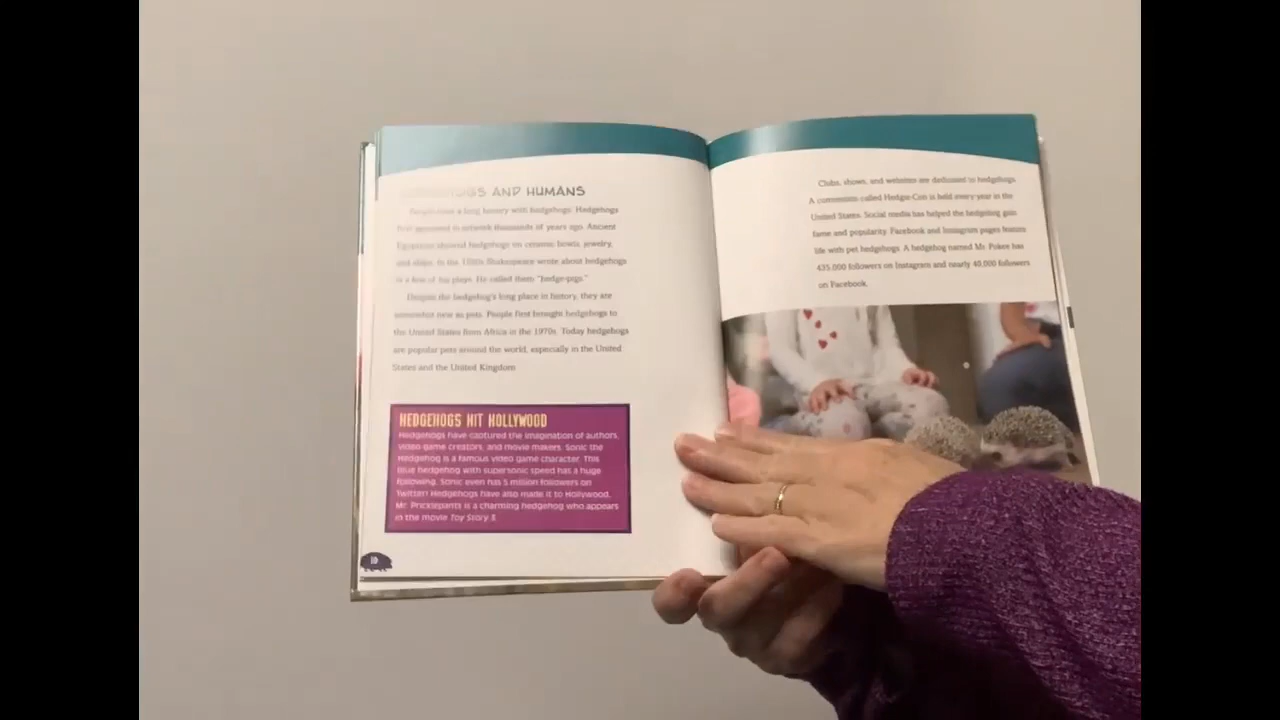 HEDGEHOGS AND HUMANS
People have a long history with hedgehogs. Hedgehogs
first appeared in artwork thousands of years ago. Ancient
Egyptians showed hedgehogs on ceramic bowls, jewelry,
and ships. In the 1500s Shakespeare wrote about hedgehogs
in a few of his plays. He called them "hedge-pigs."
Despite the hedgehog's long place in history, they are
somewhat new as pets. People first brought hedgehogs to
the United States from Africa in the 1970s. Today hedgehogs
are popular pets around the world, especially in the United
States and the United Kingdom.
HEDGEHOGS HIT HOLLYWOOD
Hedgehogs have captured the imagination of authors,
video game creators, and movie makers. Sonic the
Hedgehog is a famous video game character. This
blue hedgehog with supersonic speed has a huge
following. Sonic even has 5 million followers on
Twitter! Hedgehogs have also made it to Hollywood.
Mr. Pricklepants is a charming hedgehog who appears
in the movie Toy Story 3.
10
Clubs, shows, and websites are dedicated to hedgehogs.
A convention called Hedgie-Con is held every year in the
United States. Social media has helped the hedgehog gain
fame and popularity. Facebook and Instagram pages feature
life with pet hedgehogs. A hedgehog named Mr. Pokee has
435,000 followers on Instagram and nearly 40,000 followers
on Facebook.